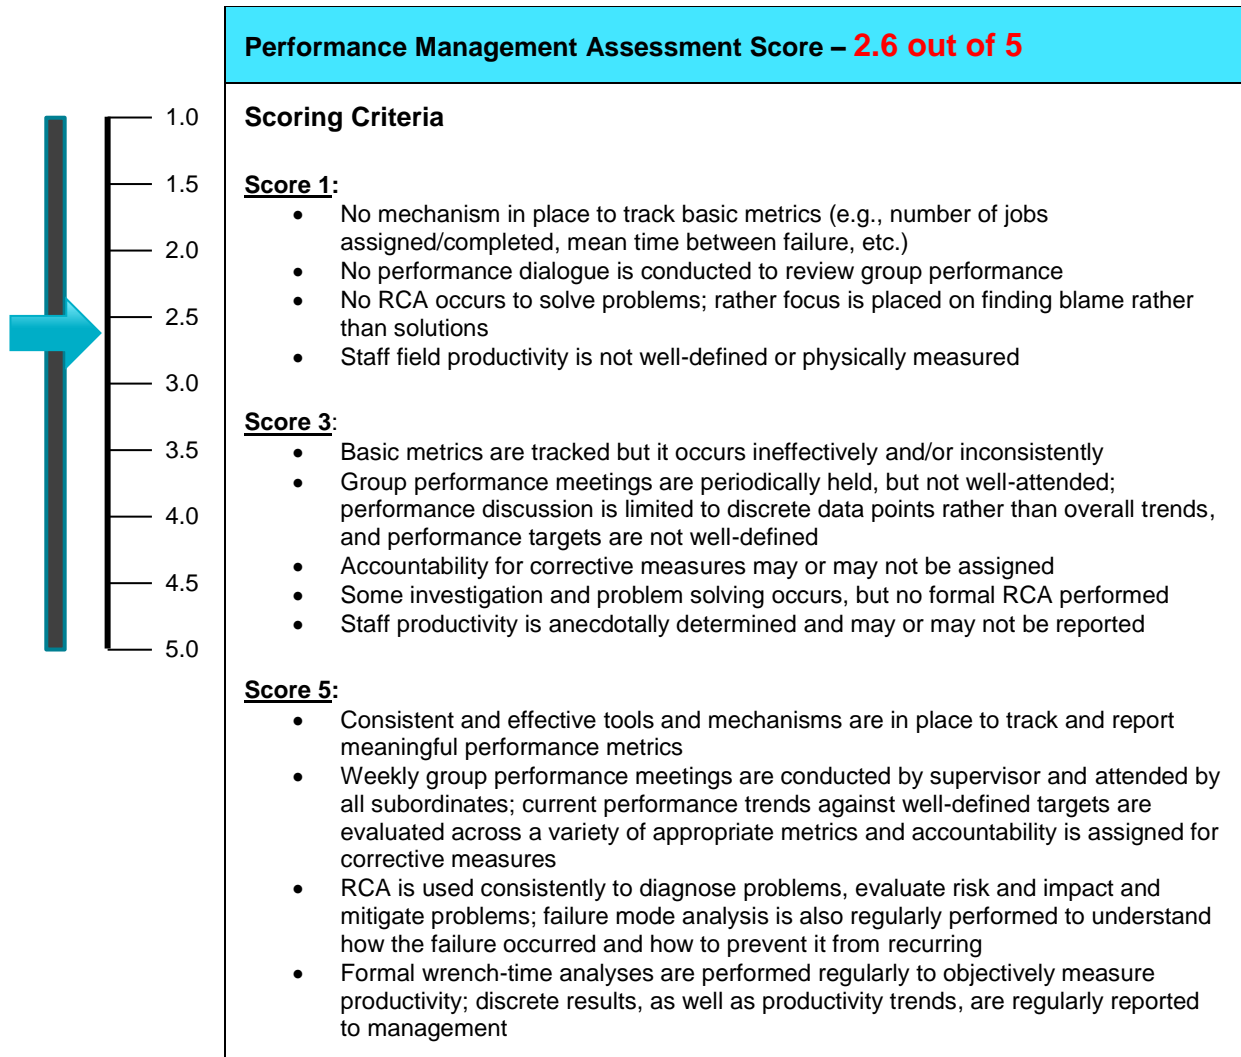 Performance Management Assessment Score – 2.6 out of 5
1.0
1.5
2.0
2.5
3.0
3.5
4.0
4.5
5.0
Scoring Criteria
Score 1:
• No mechanism in place to track basic metrics (e.g., number of jobs
assigned/completed, mean time between failure, etc.)
• No performance dialogue is conducted to review group performance
• No RCA occurs to solve problems; rather focus is placed on finding blame rather
than solutions
• Staff field productivity is not well-defined or physically measured
Score 3:
• Basic metrics are tracked but it occurs ineffectively and/or inconsistently
• Group performance meetings are periodically held, but not well-attended;
performance discussion is limited to discrete data points rather than overall trends,
and performance targets are not well-defined
• Accountability for corrective measures may or may not be assigned
• Some investigation and problem solving occurs, but no formal RCA performed
• Staff productivity is anecdotally determined and may or may not be reported
Score 5:
• Consistent and effective tools and mechanisms are in place to track and report
meaningful performance metrics
• Weekly group performance meetings are conducted by supervisor and attended by
all subordinates; current performance trends against well-defined targets are
evaluated across a variety of appropriate metrics and accountability is assigned for
corrective measures
• RCA is used consistently to diagnose problems, evaluate risk and impact and
mitigate problems; failure mode analysis is also regularly performed to understand
how the failure occurred and how to prevent it from recurring
• Formal wrench-time analyses are performed regularly to objectively measure
productivity; discrete results, as well as productivity trends, are regularly reported
to management